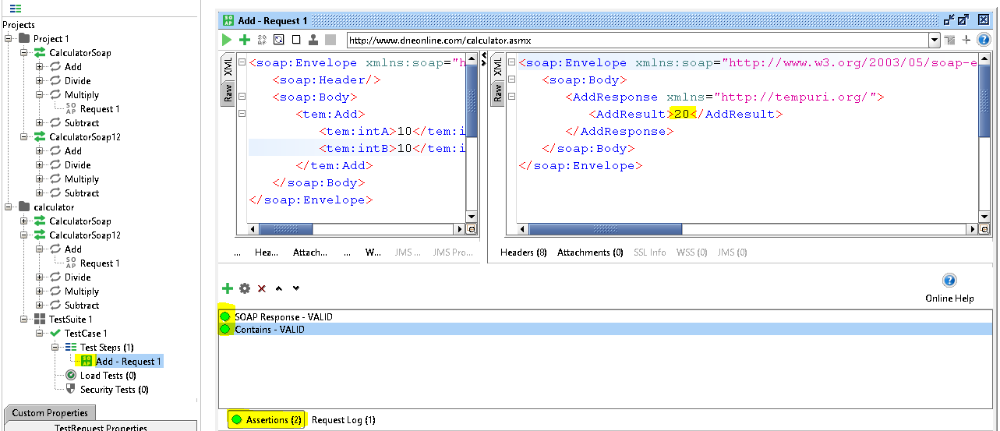 Projects
Project 1
CalculatorSoap
Add
Divide
Multiply
SOAP Request 1
Subtract
CalculatorSoap12
Add
Divide
Multiply
Subtract
calculator
CalculatorSoap
CalculatorSoap12
Add
SOAP Request 1
Divide
Multiply
Subtract
TestSuite 1
TestCase 1
Test Steps (1)
SOAP Add - Request 1
Load Tests (0)
Security Tests (0)
Custom Properties
TestRequest Properties
SOAP Add - Request 1
SOAP
http://www.dneonline.com/calculator.asmx
XML
Raw
<soap:Envelope xmlns:soap="h
<soap:Header/>
<soap:Body>
<tem:Add>
<tem:intA>10</tem:i
<tem:intB>10</tem:i
</tem:Add>
</soap:Body>
</soap:Envelope>
... Hea... Attach... ... W... JMS ... JMS Pro...
XML
Raw
<soap:Envelope xmlns:soap="http://www.w3.org/2003/05/soap-e
<soap:Body>
<AddResponse xmlns="http://tempuri.org/">
<AddResult>20</AddResult>
</AddResponse>
</soap:Body>
</soap:Envelope>
Headers (8) Attachments (0) SSL Info WSS (0) JMS (0)
Online Help
SOAP Response - VALID
Contains - VALID
Assertions (2) Request Log (1)